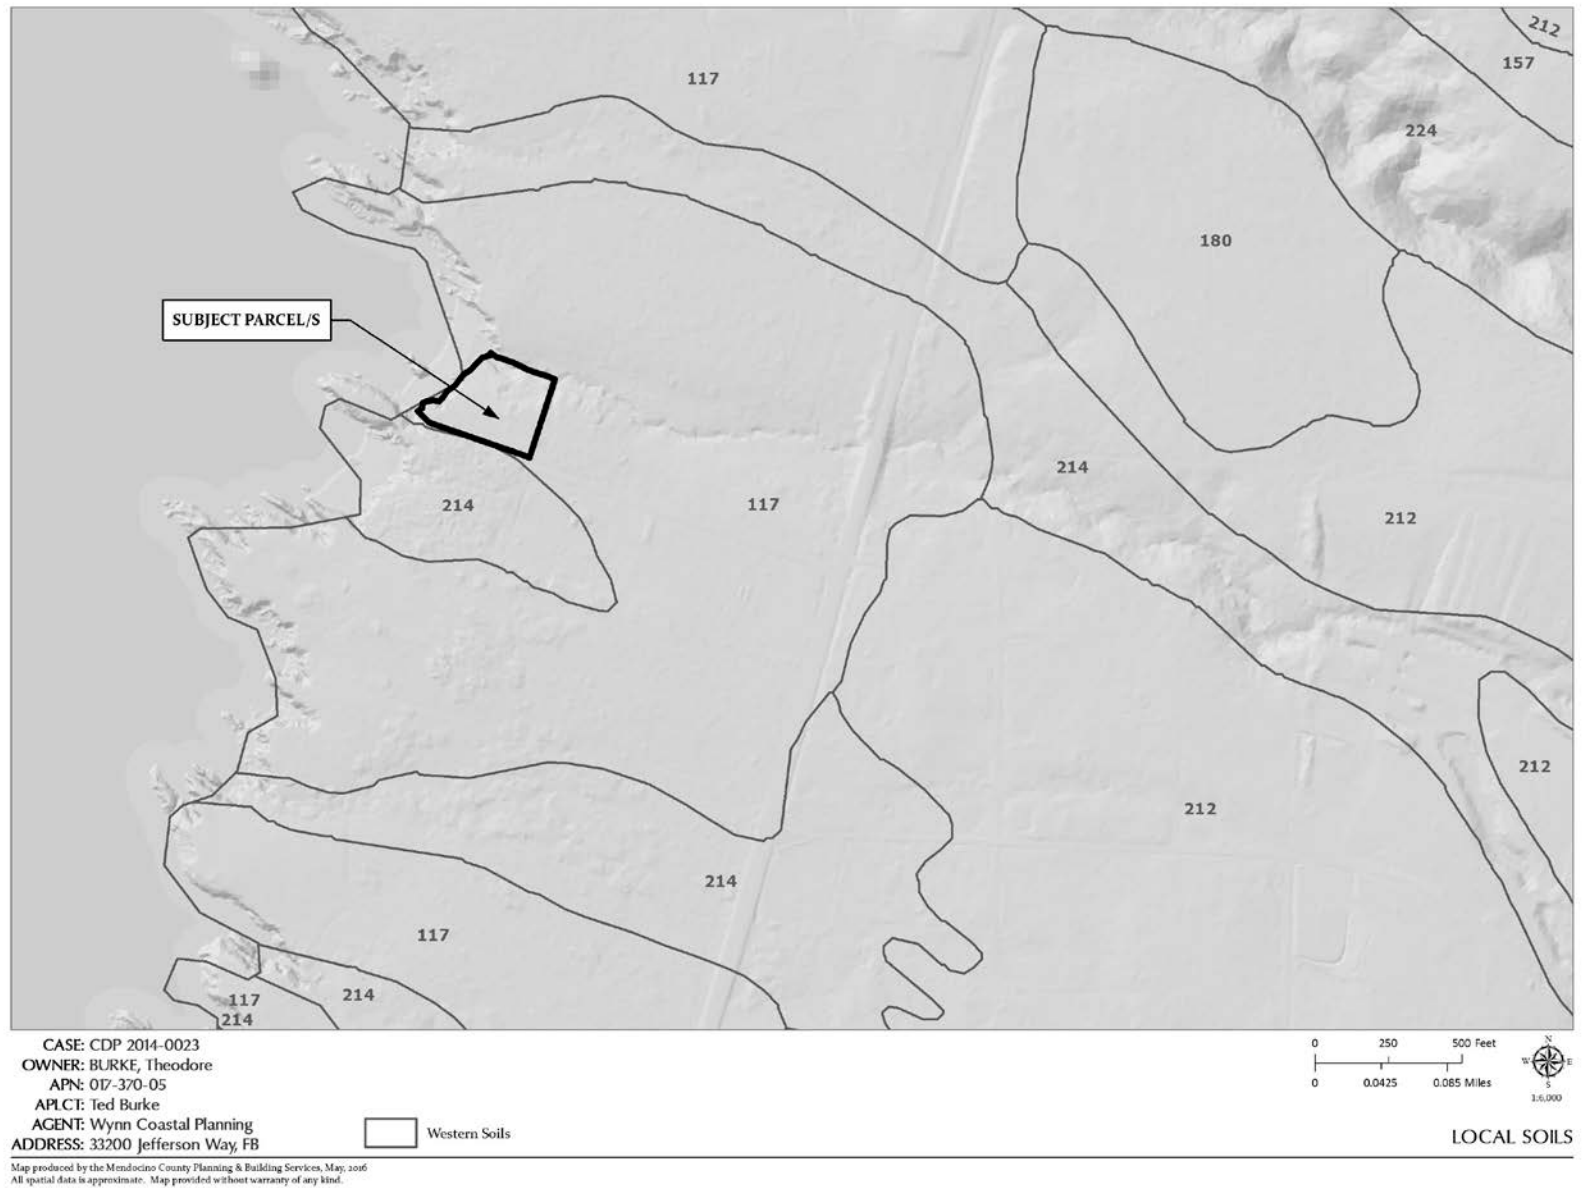 212
157
117
224
180
SUBJECT PARCEL/S
214
214
117
212
212
212
214
117
117
214
214
CASE: CDP 2014-0023
OWNER: BURKE, Theodore
APN: 017-370-05
APLCT: Ted Burke
AGENT: Wynn Coastal Planning
ADDRESS: 33200 Jefferson Way, FB
Western Soils
0 250 500 Feet
0 0.0425 0.085 Miles
N
W E
S
1:6,000
LOCAL SOILS
Map produced by the Mendocino County Planning & Building Services, May, 2016
All spatial data is approximate. Map provided without warranty of any kind.